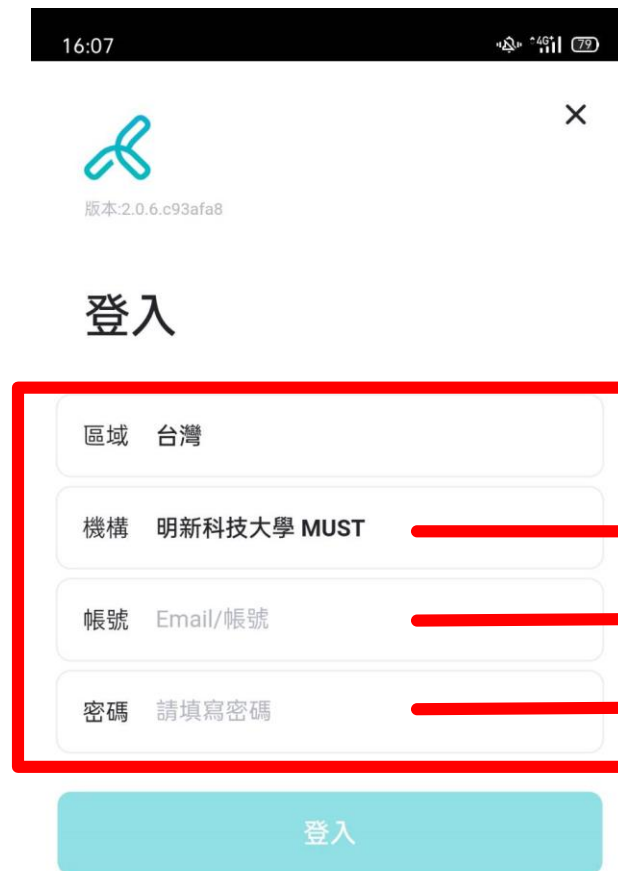 16:07
4G+
79
版本:2.0.6.c93afa8
登入
區域 台灣
機構 明新科技大學 MUST
帳號 Email/帳號
密碼 請填寫密碼
登入